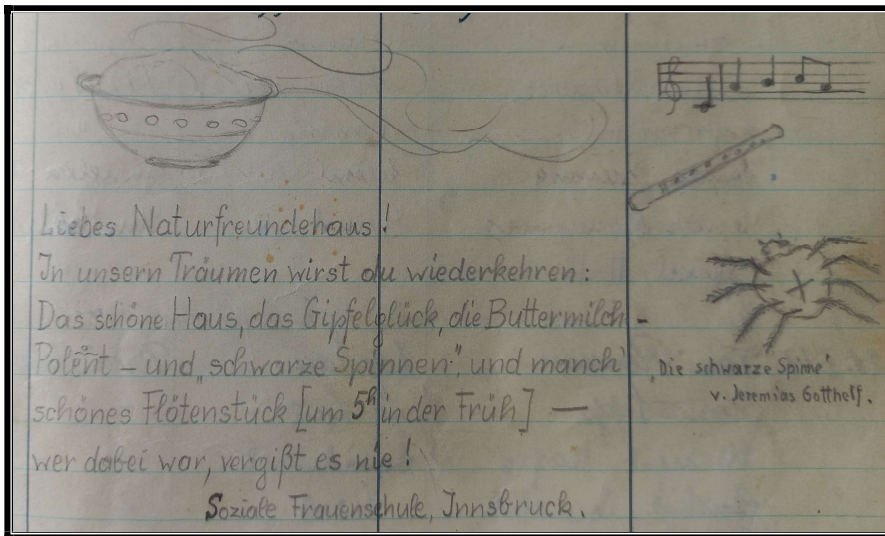 Liebes Naturfreundehaus!
In unsern Träumen wirst du wiederkehren:
Das schöne Haus, das Gipfelglück, die Buttermilch -
Polent – und „schwarze Spinnen", und manch'
schönes Flötenstück [um 5h in der Früh] —
wer dabei war, vergißt es nie!
Soziale Frauenschule, Innsbruck.
„Die schwarze Spinne"
v. Jeremias Gotthelf.